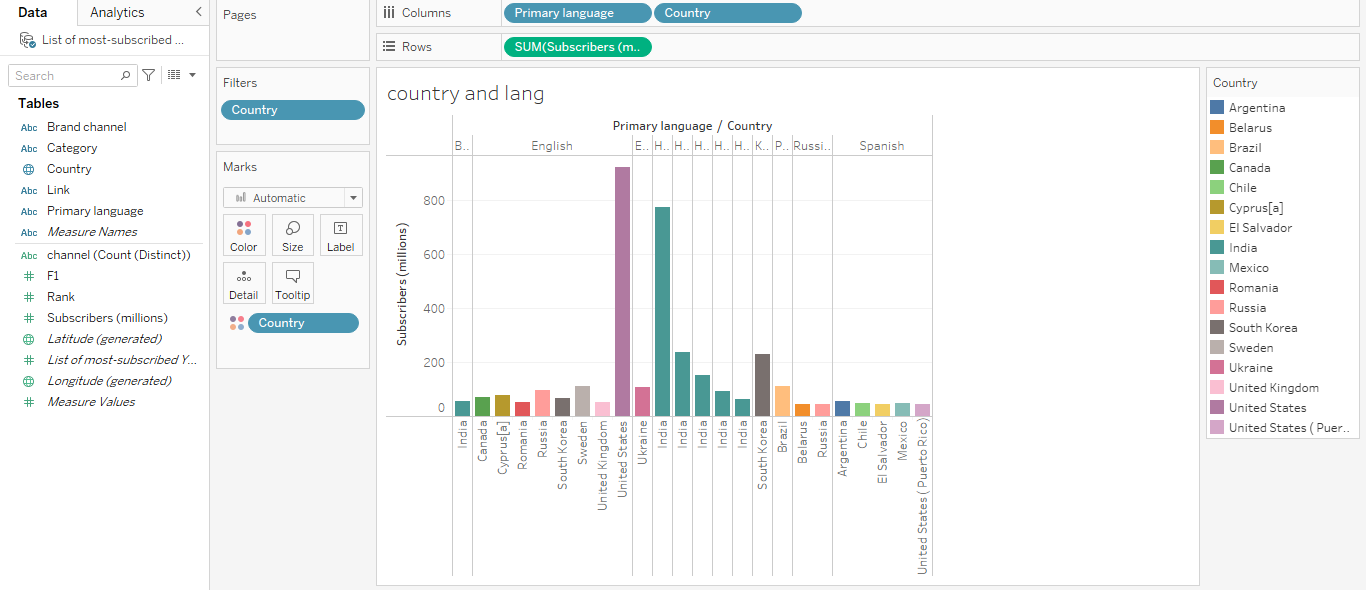 Data
Analytics
List of most-subscribed ...
Search
Tables
Abc Brand channel
Abc Category
Country
Abc Link
Abc Primary language
Abc Measure Names
Abc channel (Count (Distinct))
F1
Rank
Subscribers (millions)
Latitude (generated)
List of most-subscribed Y...
Longitude (generated)
Measure Values
Pages
Filters
Country
Marks
Automatic
Color Size Label
Detail Tooltip
Country
Columns Primary language Country
Rows SUM(Subscribers (m..
country and lang
Primary language / Country
B.. English E.. H.. H.. H.. H.. H.. K.. P.. Russi.. Spanish
Subscribers (millions)
800
600
400
200
0
India
Canada
Cyprus[a]
Romania
Russia
South Korea
Sweden
United Kingdom
United States
Ukraine
India
India
India
India
India
South Korea
Brazil
Belarus
Russia
Argentina
Chile
El Salvador
Mexico
United States ( Puerto Rico)
Country
Argentina
Belarus
Brazil
Canada
Chile
Cyprus[a]
El Salvador
India
Mexico
Romania
Russia
South Korea
Sweden
Ukraine
United Kingdom
United States
United States ( Puer..